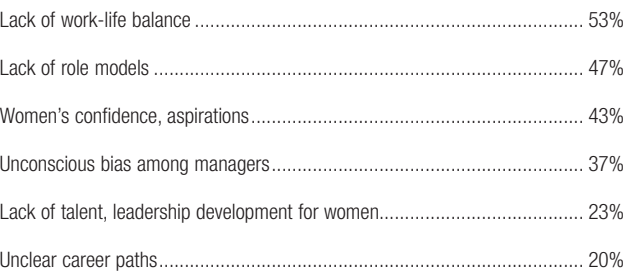 Lack of work-life balance ........................................................................ 53%
Lack of role models ................................................................................ 47%
Women’s confidence, aspirations............................................................. 43%
Unconscious bias among managers.......................................................... 37%
Lack of talent, leadership development for women..................................... 23%
Unclear career paths............................................................................... 20%